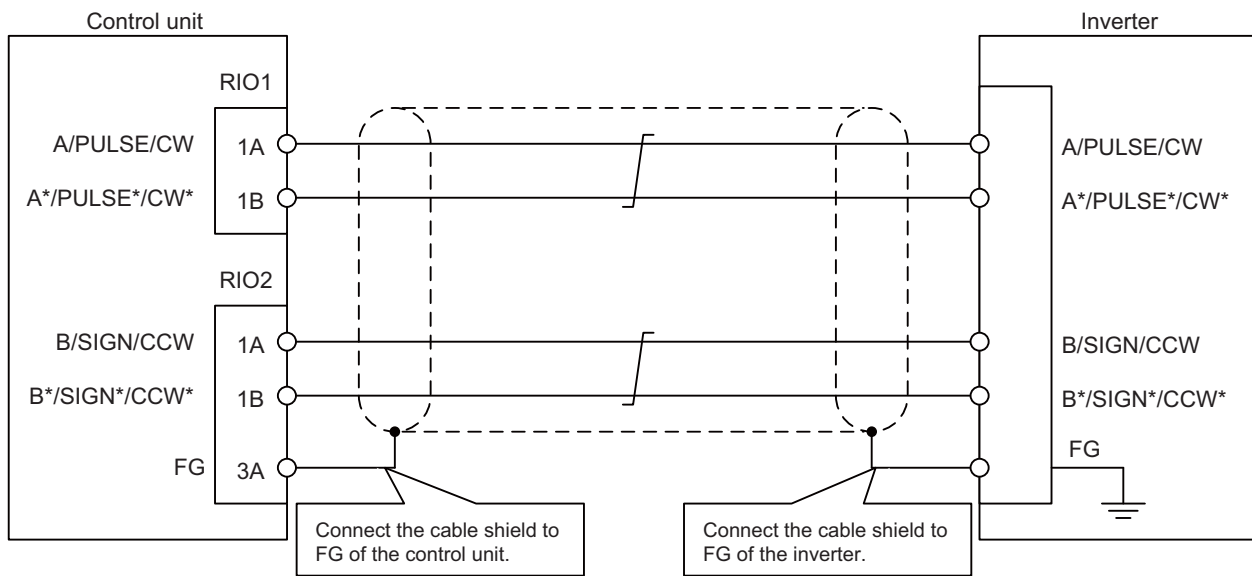 Control unit
Inverter
RIO1
A/PULSE/CW
1A
A/PULSE/CW
A*/PULSE*/CW*
1B
A*/PULSE*/CW*
RIO2
B/SIGN/CCW
1A
B/SIGN/CCW
B*/SIGN*/CCW*
1B
B*/SIGN*/CCW*
FG
3A
FG
Connect the cable shield to
FG of the control unit.
Connect the cable shield to
FG of the inverter.